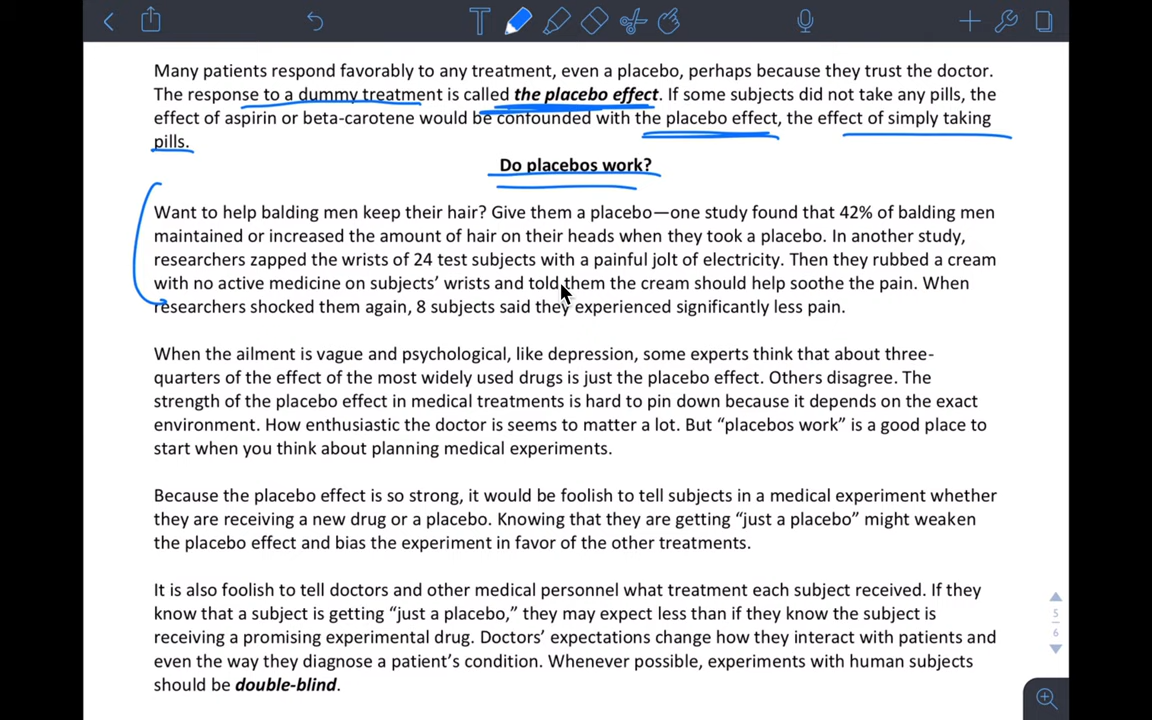 Many patients respond favorably to any treatment, even a placebo, perhaps because they trust the doctor.
The response to a dummy treatment is called the placebo effect. If some subjects did not take any pills, the
effect of aspirin or beta-carotene would be confounded with the placebo effect, the effect of simply taking
pills.
Do placebos work?
Want to help balding men keep their hair? Give them a placebo—one study found that 42% of balding men
maintained or increased the amount of hair on their heads when they took a placebo. In another study,
researchers zapped the wrists of 24 test subjects with a painful jolt of electricity. Then they rubbed a cream
with no active medicine on subjects’ wrists and told them the cream should help soothe the pain. When
researchers shocked them again, 8 subjects said they experienced significantly less pain.
When the ailment is vague and psychological, like depression, some experts think that about three-
quarters of the effect of the most widely used drugs is just the placebo effect. Others disagree. The
strength of the placebo effect in medical treatments is hard to pin down because it depends on the exact
environment. How enthusiastic the doctor is seems to matter a lot. But “placebos work” is a good place to
start when you think about planning medical experiments.
Because the placebo effect is so strong, it would be foolish to tell subjects in a medical experiment whether
they are receiving a new drug or a placebo. Knowing that they are getting “just a placebo” might weaken
the placebo effect and bias the experiment in favor of the other treatments.
It is also foolish to tell doctors and other medical personnel what treatment each subject received. If they
know that a subject is getting “just a placebo,” they may expect less than if they know the subject is
receiving a promising experimental drug. Doctors’ expectations change how they interact with patients and
even the way they diagnose a patient’s condition. Whenever possible, experiments with human subjects
should be double-blind.
5
6